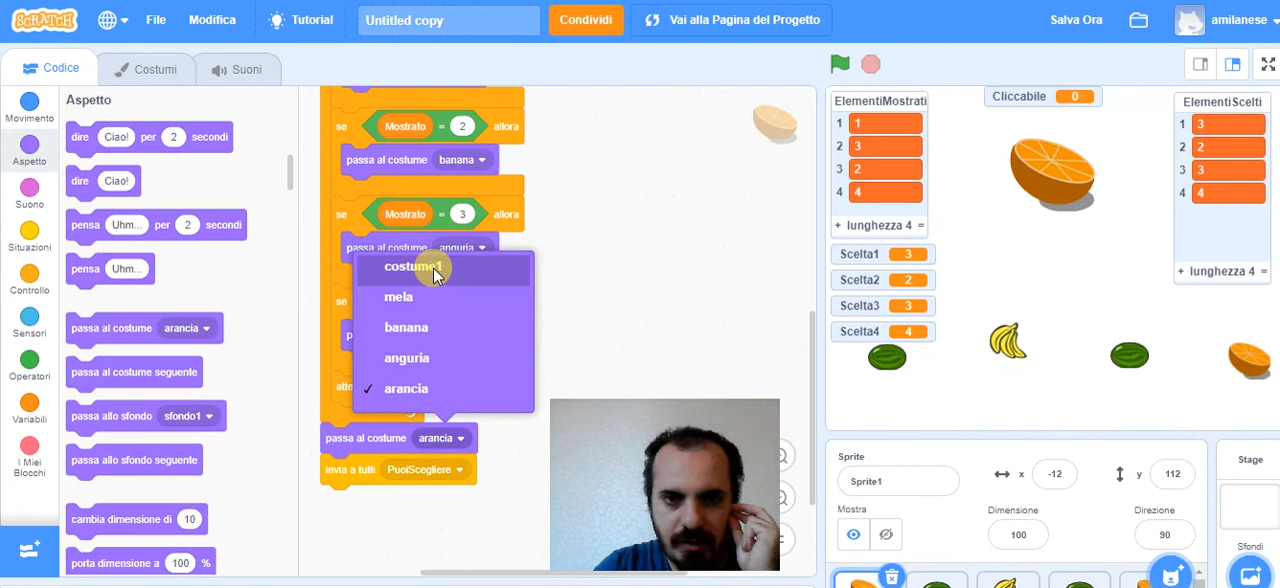 SCRATCH
File
Modifica
Tutorial
Untitled copy
Condividi
Vai alla Pagina del Progetto
Salva Ora
amilanese
Codice
Costumi
Suoni
Movimento
Aspetto
Suono
Situazioni
Controllo
Sensori
Operatori
Variabili
I Miei
Blocchi
Aspetto
dire Ciao! per 2 secondi
dire Ciao!
pensa Uhm... per 2 secondi
pensa Uhm...
passa al costume arancia
passa al costume seguente
passa allo sfondo sfondo1
passa allo sfondo seguente
cambia dimensione di 10
porta dimensione a 100 %
se Mostrato = 2 allora
passa al costume banana
se Mostrato = 3 allora
passa al costume anguria
se
costume1
mela
banana
anguria
✓ arancia
passa al costume arancia
invia a tutti PuoiScegliere
ElementiMostrati
1 1
2 3
3 2
4 4
+ lunghezza 4 =
Cliccabile 0
ElementiScelti
1 3
2 2
3 3
4 4
+ lunghezza 4 =
Scelta1 3
Scelta2 2
Scelta3 3
Scelta4 4
Sprite
Sprite1
x -12
y 112
Mostra
Dimensione
100
Direzione
90
Stage
Sfondi